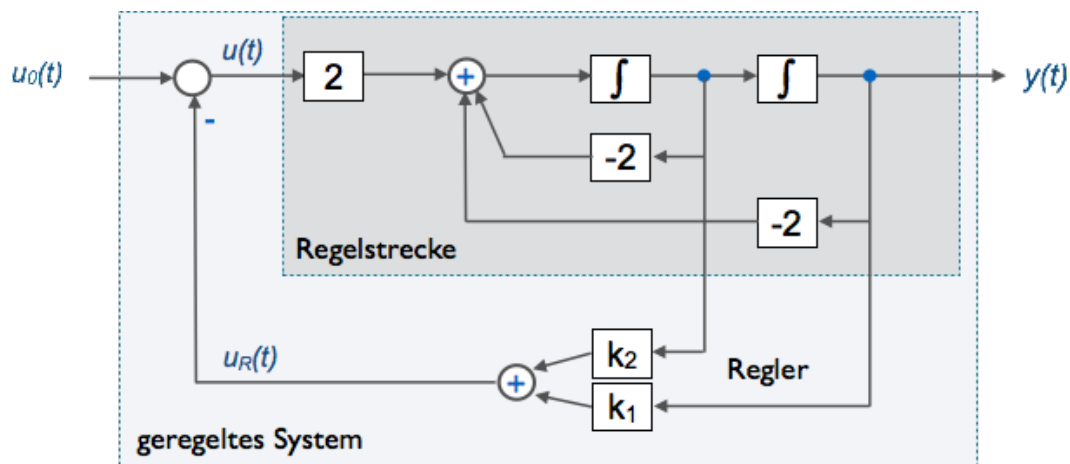 u₀(t)
u(t)
2
+
∫
∫
y(t)
-
-2
-2
Regelstrecke
u_R(t)
k₂
Regler
+
k₁
geregeltes System